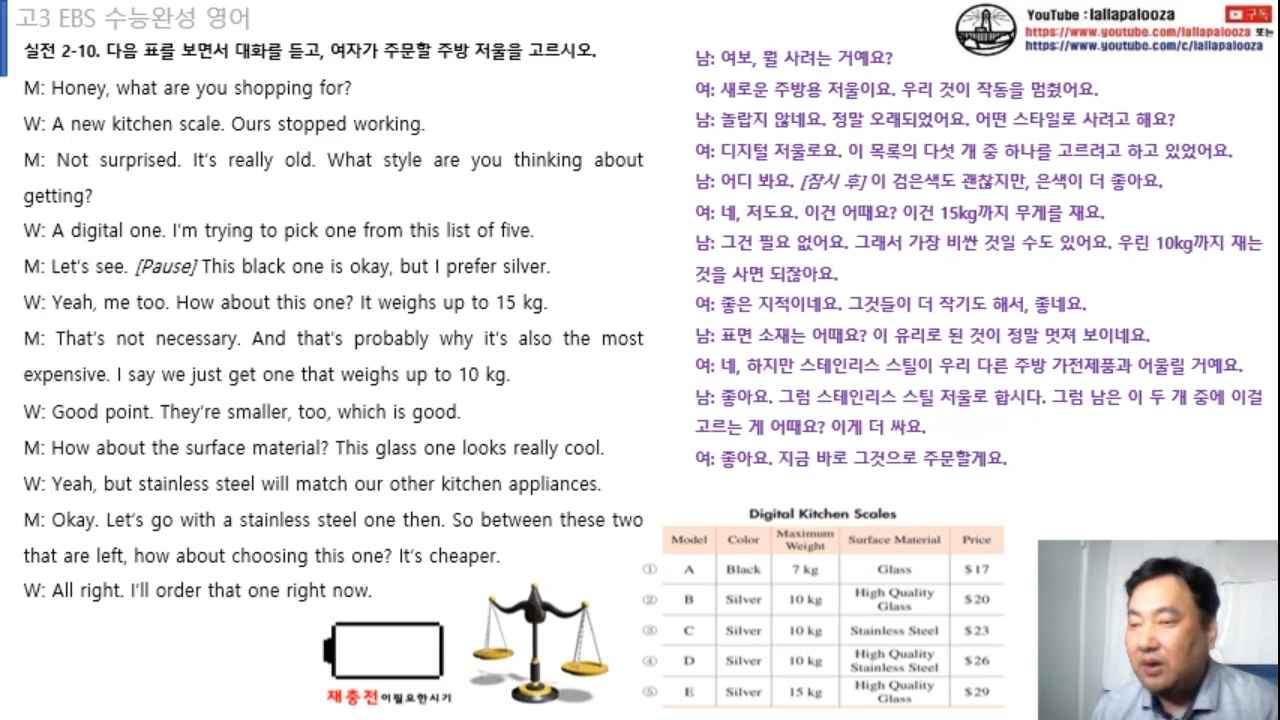 고3 EBS 수능완성 영어
YouTube : lallapalooza
구독
https://www.youtube.com/lallapalooza 또는
https://www.youtube.com/c/lallapalooza
실전 2-10. 다음 표를 보면서 대화를 듣고, 여자가 주문할 주방 저울을 고르시오.
M: Honey, what are you shopping for?
W: A new kitchen scale. Ours stopped working.
M: Not surprised. It's really old. What style are you thinking about
getting?
W: A digital one. I'm trying to pick one from this list of five.
M: Let's see. [Pause] This black one is okay, but I prefer silver.
W: Yeah, me too. How about this one? It weighs up to 15 kg.
M: That's not necessary. And that's probably why it's also the most
expensive. I say we just get one that weighs up to 10 kg.
W: Good point. They're smaller, too, which is good.
M: How about the surface material? This glass one looks really cool.
W: Yeah, but stainless steel will match our other kitchen appliances.
M: Okay. Let's go with a stainless steel one then. So between these two
that are left, how about choosing this one? It's cheaper.
W: All right. I'll order that one right now.
재충전이필요한시기
남: 여보, 뭘 사려는 거예요?
여: 새로운 주방용 저울이요. 우리 것이 작동을 멈췄어요.
남: 놀랍지 않네요. 정말 오래되었어요. 어떤 스타일로 사려고 해요?
여: 디지털 저울로요. 이 목록의 다섯 개 중 하나를 고르려고 하고 있었어요.
남: 어디 봐요. [잠시 후] 이 검은색도 괜찮지만, 은색이 더 좋아요.
여: 네, 저도요. 이건 어때요? 이건 15kg까지 무게를 재요.
남: 그건 필요 없어요. 그래서 가장 비싼 것일 수도 있어요. 우린 10kg까지 재는
것을 사면 되잖아요.
여: 좋은 지적이네요. 그것들이 더 작기도 해서, 좋네요.
남: 표면 소재는 어때요? 이 유리로 된 것이 정말 멋져 보이네요.
여: 네, 하지만 스테인리스 스틸이 우리 다른 주방 가전제품과 어울릴 거예요.
남: 좋아요. 그럼 스테인리스 스틸 저울로 합시다. 그럼 남은 이 두 개 중에 이걸
고르는 게 어때요? 이게 더 싸요.
여: 좋아요. 지금 바로 그것으로 주문할게요.
Digital Kitchen Scales
Model Color Maximum Weight Surface Material Price
① A Black 7 kg Glass $17
② B Silver 10 kg High Quality Glass $20
③ C Silver 10 kg Stainless Steel $23
④ D Silver 10 kg High Quality Stainless Steel $26
⑤ E Silver 15 kg High Quality Glass $29